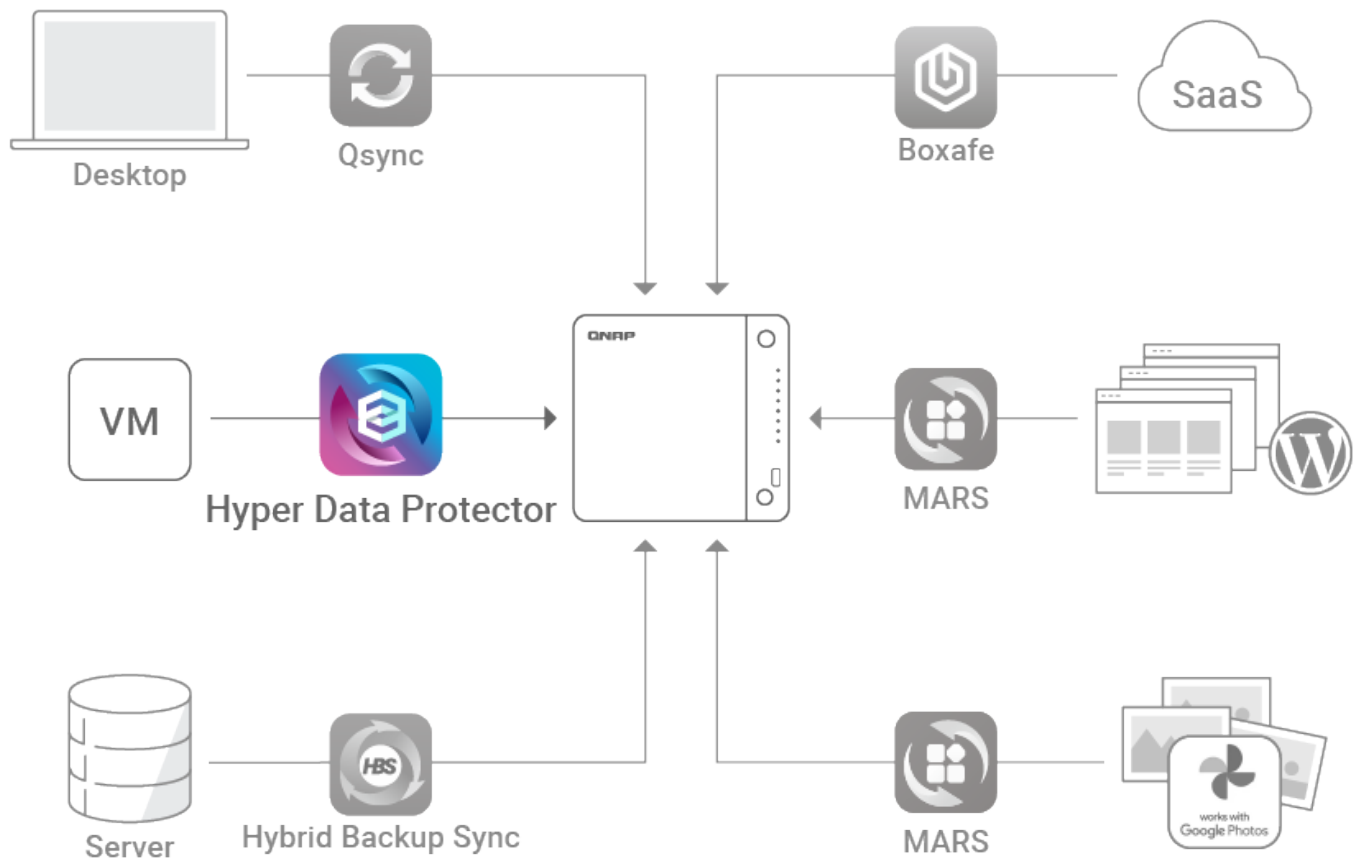 Desktop
Qsync
Boxafe
SaaS
VM
Hyper Data Protector
QNAP
MARS
W
Server
HBS
Hybrid Backup Sync
MARS
works with
Google Photos